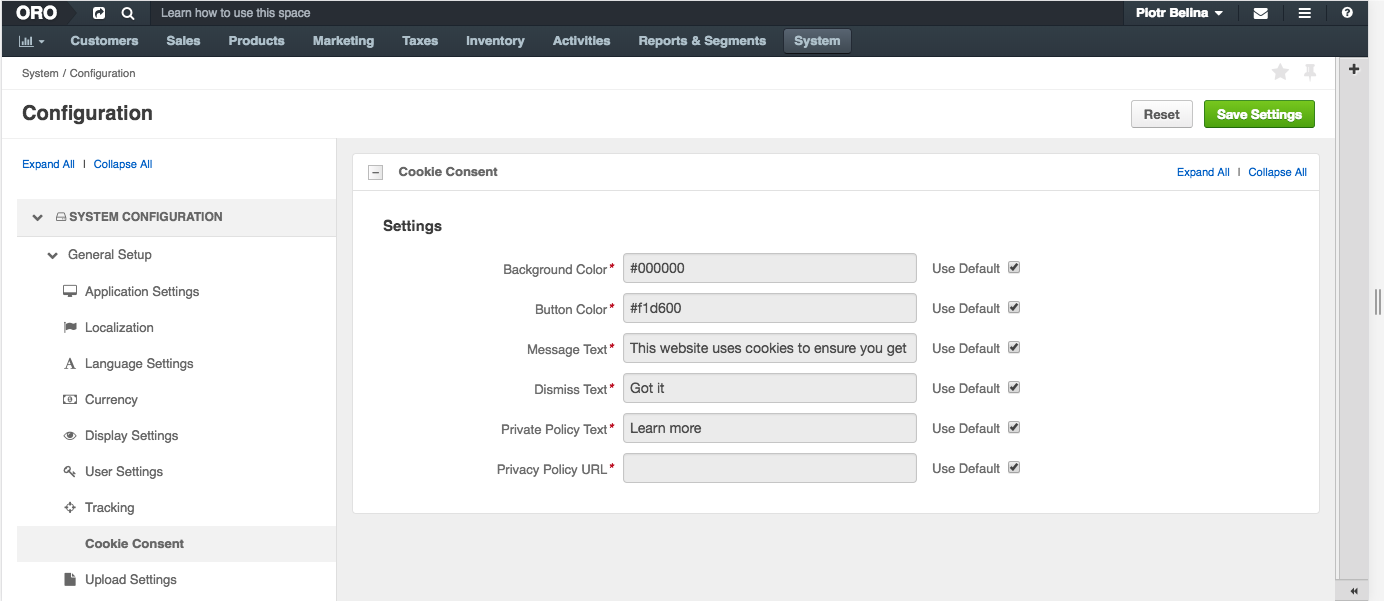 ORO Learn how to use this space Piotr Belina
Customers Sales Products Marketing Taxes Inventory Activities Reports & Segments System
System / Configuration
Configuration
Reset Save Settings
Expand All | Collapse All
SYSTEM CONFIGURATION
General Setup
Application Settings
Localization
Language Settings
Currency
Display Settings
User Settings
Tracking
Cookie Consent
Upload Settings
Cookie Consent Expand All | Collapse All
Settings
Background Color* #000000 Use Default
Button Color* #f1d600 Use Default
Message Text* This website uses cookies to ensure you get Use Default
Dismiss Text* Got it Use Default
Private Policy Text* Learn more Use Default
Privacy Policy URL* Use Default